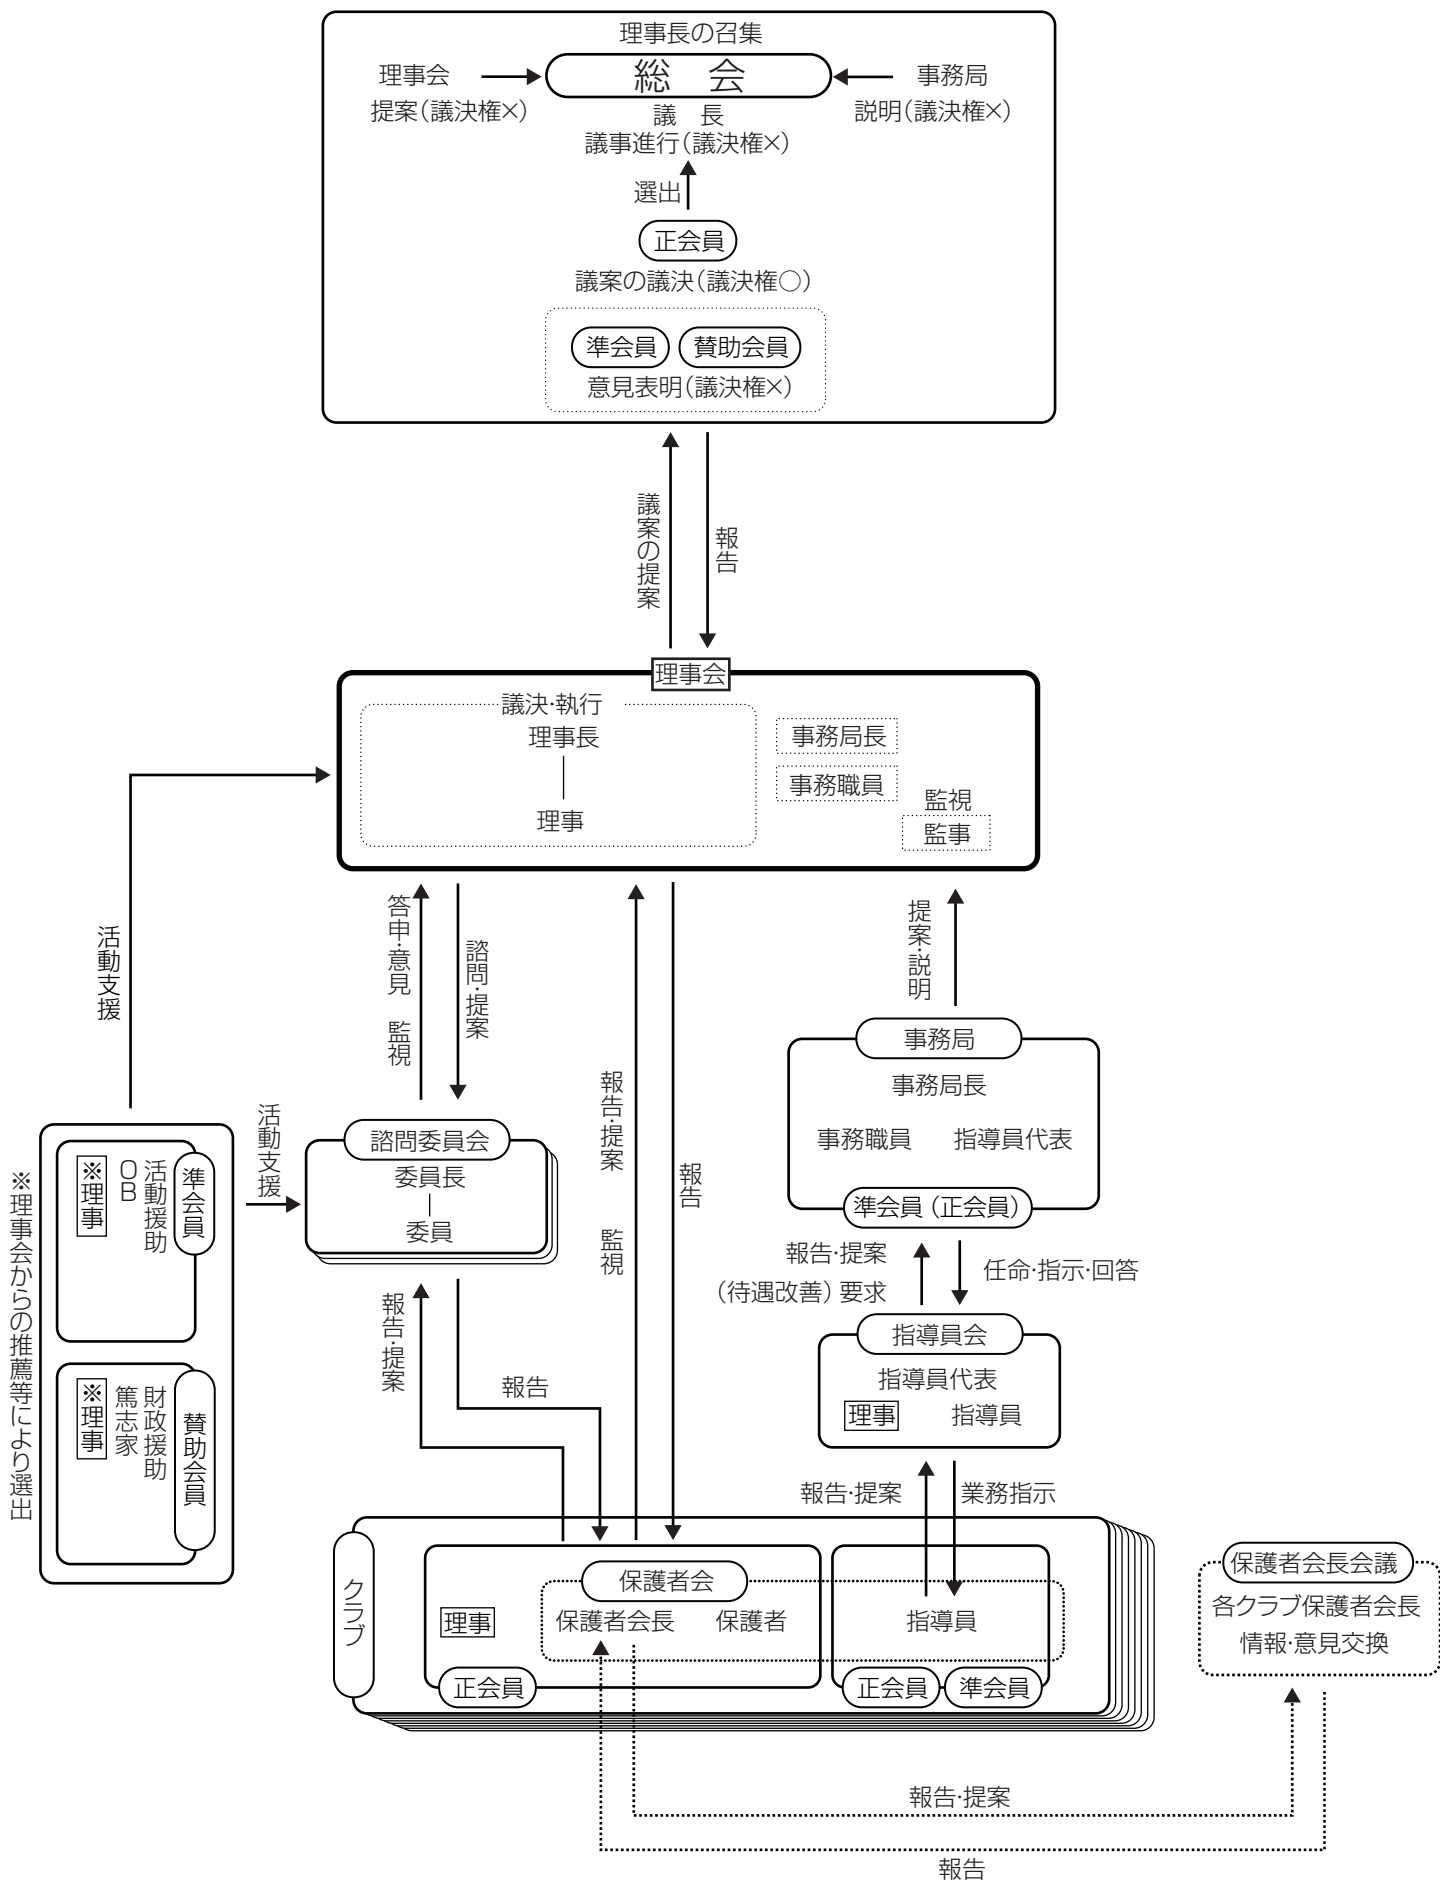 理事長の召集
総 会
理事会
提案(議決権×)
事務局
説明(議決権×)
議 長
議事進行(議決権×)
選出
正会員
議案の議決(議決権○)
準会員
賛助会員
意見表明(議決権×)
議案の提案
報告
理事会
議決・執行
理事長
理事
事務局長
事務職員
監視
監事
活動支援
答申・意見 監視
諮問・提案
報告・提案 監視
報告
提案・説明
事務局
事務局長
事務職員 指導員代表
準会員(正会員)
報告・提案
(待遇改善)要求
任命・指示・回答
指導員会
指導員代表
理事 指導員
報告・提案
業務指示
諮問委員会
委員長
委員
活動支援
報告・提案
報告
準会員
活動援助
OB
※理事
賛助会員
財政援助
篤志家
※理事
※理事会からの推薦等により選出
クラブ
保護者会
理事
保護者会長 保護者
正会員
指導員
正会員
準会員
保護者会長会議
各クラブ保護者会長
情報・意見交換
報告・提案
報告